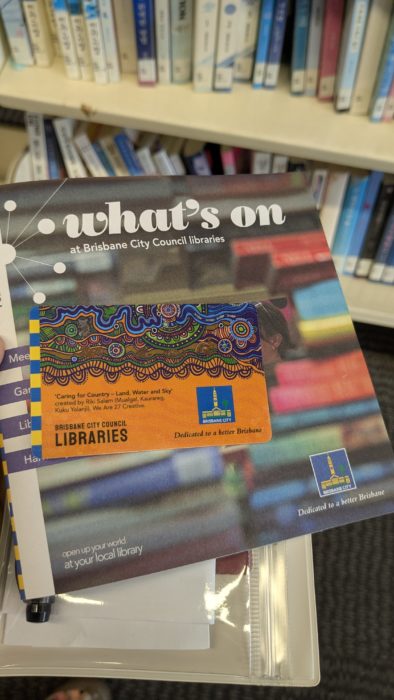 what's on
at Brisbane City Council libraries
'Caring for Country – Land, Water and Sky'
created by Riki Salam (Mualgal, Kaurareg,
Kuku Yalanji), We Are 27 Creative.
BRISBANE CITY COUNCIL
LIBRARIES
BRISBANE CITY
Dedicated to a better Brisbane
BRISBANE CITY
Dedicated to a better Brisbane
open up your world
at your local library